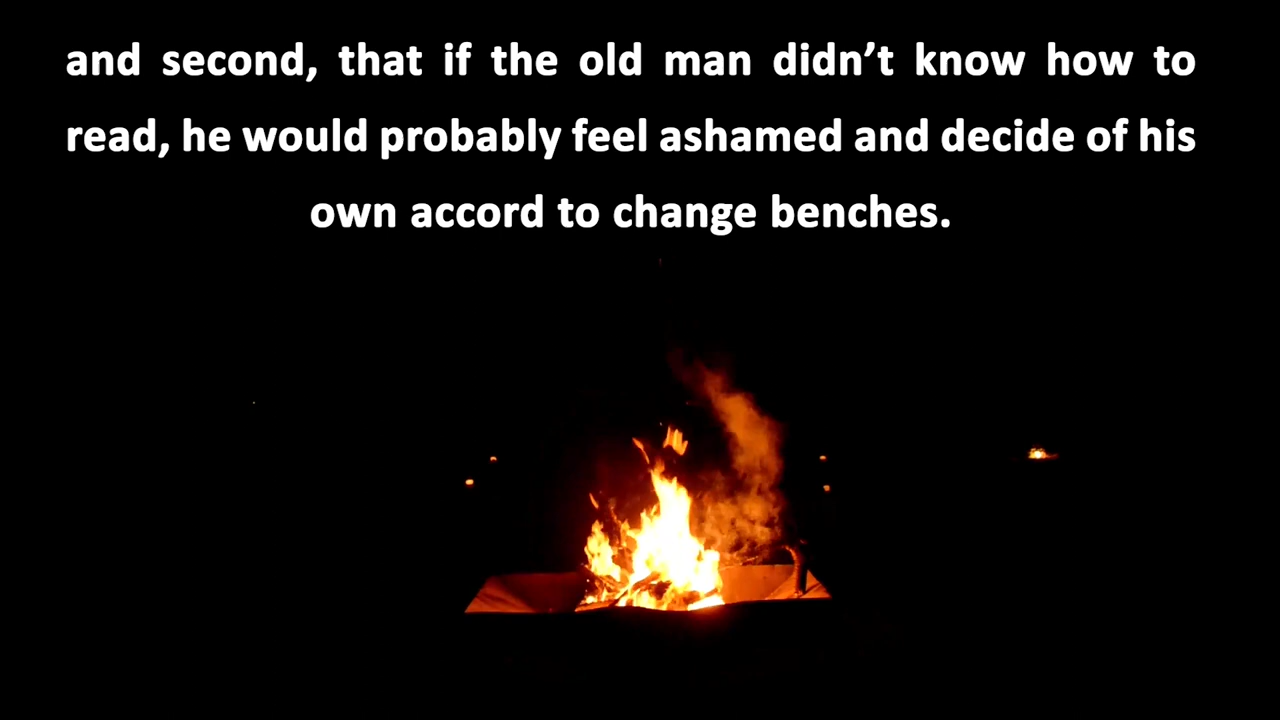 and second, that if the old man didn’t know how to
read, he would probably feel ashamed and decide of his
own accord to change benches.